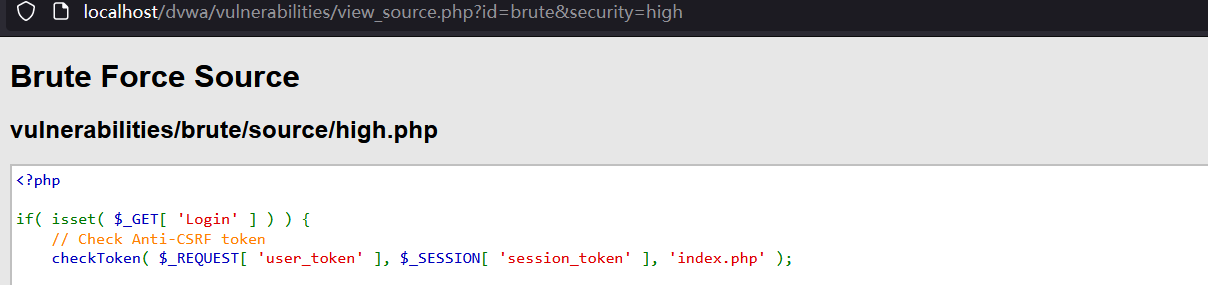 localhost/dvwa/vulnerabilities/view_source.php?id=brute&security=high
Brute Force Source
vulnerabilities/brute/source/high.php
<?php
if( isset( $_GET[ 'Login' ] ) ) {
    // Check Anti-CSRF token
    checkToken( $_REQUEST[ 'user_token' ], $_SESSION[ 'session_token' ], 'index.php' );